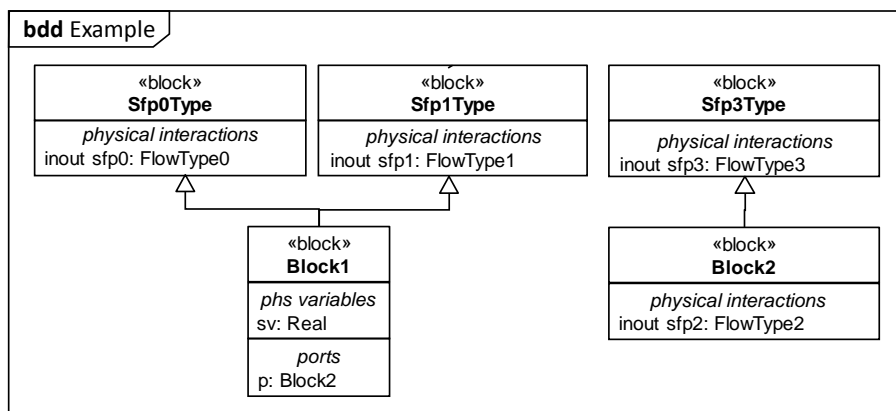 bdd Example
«block»
Sfp0Type
physical interactions
inout sfp0: FlowType0
«block»
Sfp1Type
physical interactions
inout sfp1: FlowType1
«block»
Sfp3Type
physical interactions
inout sfp3: FlowType3
«block»
Block1
phs variables
sv: Real
ports
p: Block2
«block»
Block2
physical interactions
inout sfp2: FlowType2